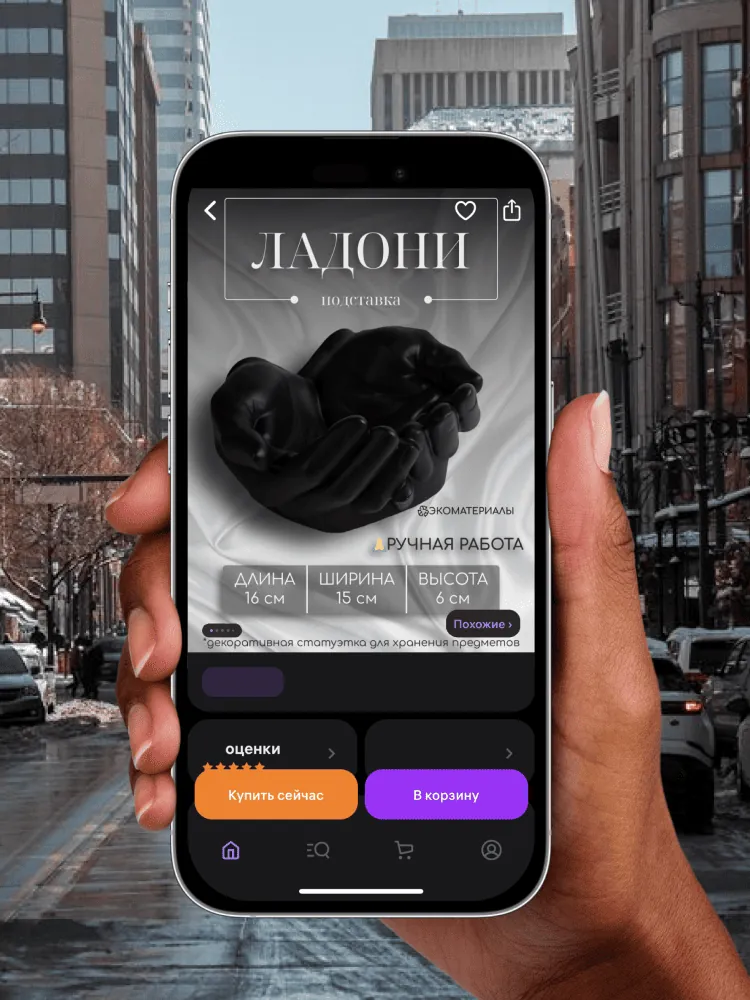 ЛАДОНИ
подставка
ЭКОМАТЕРИАЛЫ
РУЧНАЯ РАБОТА
ДЛИНА ШИРИНА ВЫСОТА
16 см 15 см 6 см
Похожие ›
*декоративная статуэтка для хранения предметов
оценки
Купить сейчас В корзину